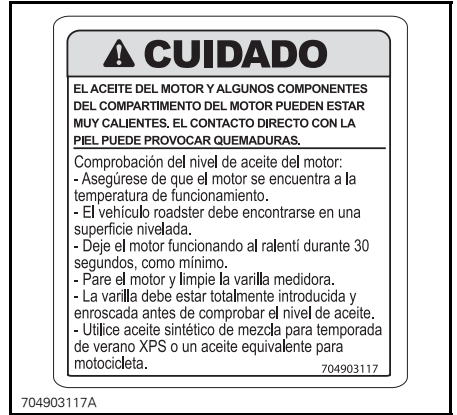 ⚠ CUIDADO
EL ACEITE DEL MOTOR Y ALGUNOS COMPONENTES
DEL COMPARTIMENTO DEL MOTOR PUEDEN ESTAR
MUY CALIENTES. EL CONTACTO DIRECTO CON LA
PIEL PUEDE PROVOCAR QUEMADURAS.
Comprobación del nivel de aceite del motor:
- Asegúrese de que el motor se encuentra a la
temperatura de funcionamiento.
- El vehículo roadster debe encontrarse en una
superficie nivelada.
- Deje el motor funcionando al ralentí durante 30
segundos, como mínimo.
- Pare el motor y limpie la varilla medidora.
- La varilla debe estar totalmente introducida y
enroscada antes de comprobar el nivel de aceite.
- Utilice aceite sintético de mezcla para temporada
de verano XPS o un aceite equivalente para
motocicleta.
704903117
704903117A